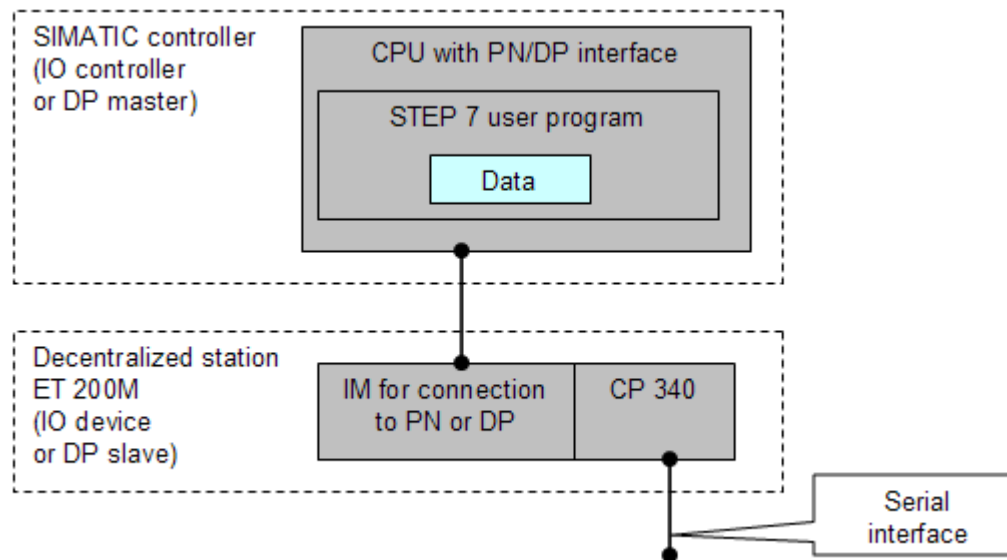 SIMATIC controller
(IO controller
or DP master)
CPU with PN/DP interface
STEP 7 user program
Data
Decentralized station
ET 200M
(IO device
or DP slave)
IM for connection
to PN or DP
CP 340
Serial
interface